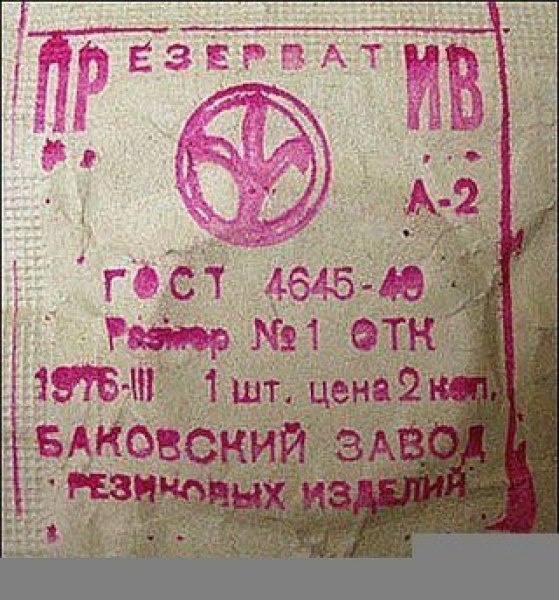 ПРЕЗЕРВАТИВ
А-2
ГОСТ 4645-49
Размер №1 ОТК
1976-III 1 шт. цена 2 коп.
БАКОВСКИЙ ЗАВОД
РЕЗИНОВЫХ ИЗДЕЛИЙ